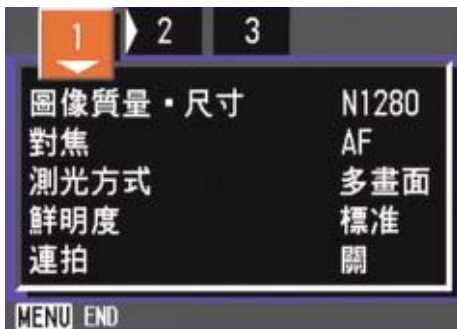 1 2 3
圖像質量・尺寸 N1280
對焦 AF
測光方式 多畫面
鮮明度 標准
連拍 關
MENU END